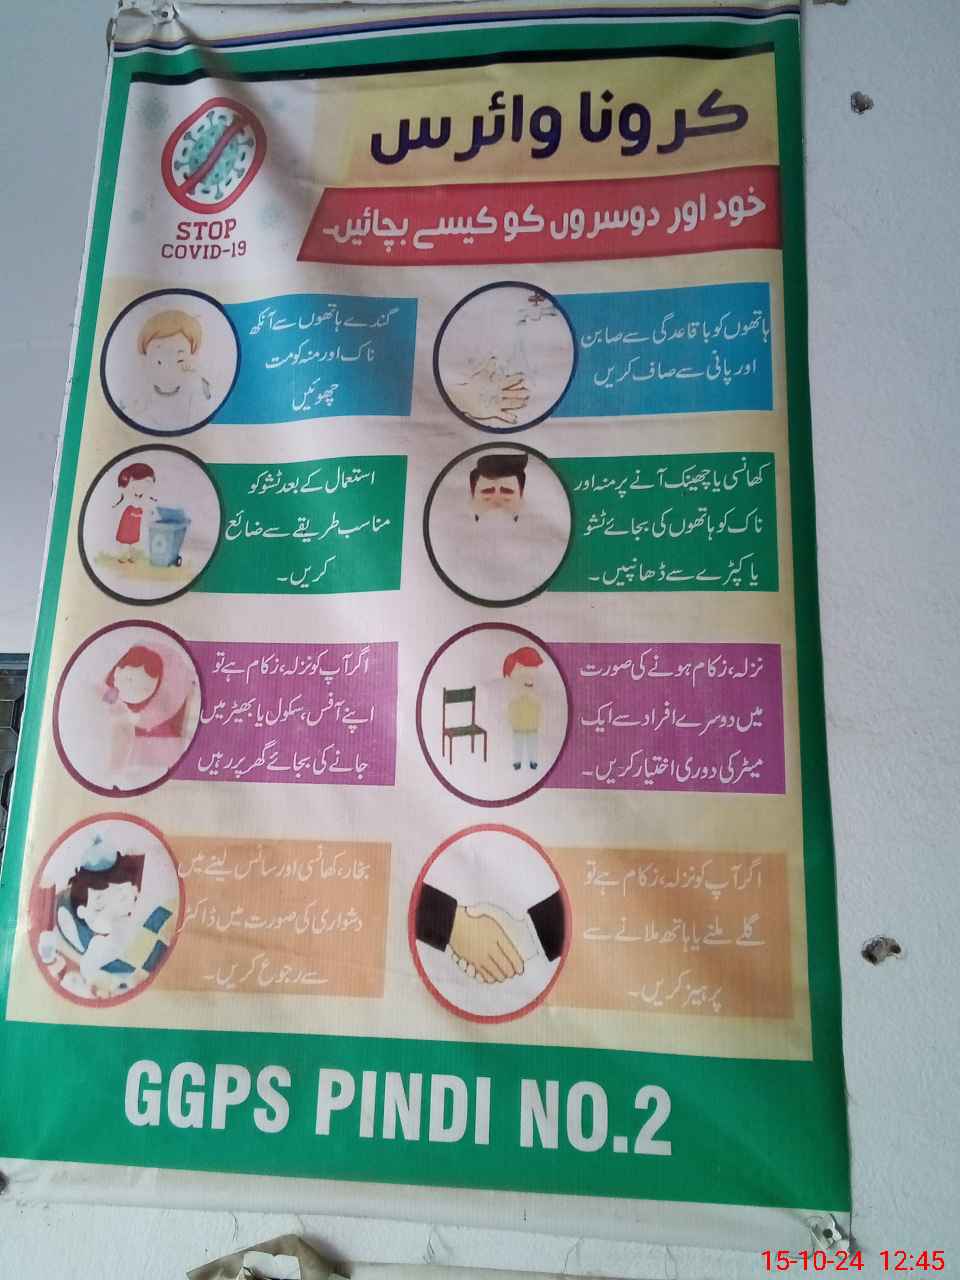 کرونا وائرس
خود اور دوسروں کو کیسے بچائیں۔
STOP
COVID-19
ہاتھوں کو باقاعدگی سے صابن
اور پانی سے صاف کریں
گندے ہاتھوں سے آنکھ
ناک اور منہ کو مت
چھوئیں
کھانسی یا چھینک آنے پر منہ اور
ناک کو ہاتھوں کی بجائے ٹشو
یا کپڑے سے ڈھانپیں۔
استعمال کے بعد ٹشو کو
مناسب طریقے سے ضائع
کریں۔
نزلہ، زکام ہونے کی صورت
میں دوسرے افراد سے ایک
میٹر کی دوری اختیار کریں۔
اگر آپ کو نزلہ، زکام ہے تو
اپنے آفس، سکول یا بھیڑ میں
جانے کی بجائے گھر پر رہیں
اگر آپ کو نزلہ، زکام ہے تو
گلے ملنے یا ہاتھ ملانے سے
پرہیز کریں۔
بخار، کھانسی اور سانس لینے میں
دشواری کی صورت میں ڈاکٹر
سے رجوع کریں۔
GGPS PINDI NO.2
15-10-24 12:45